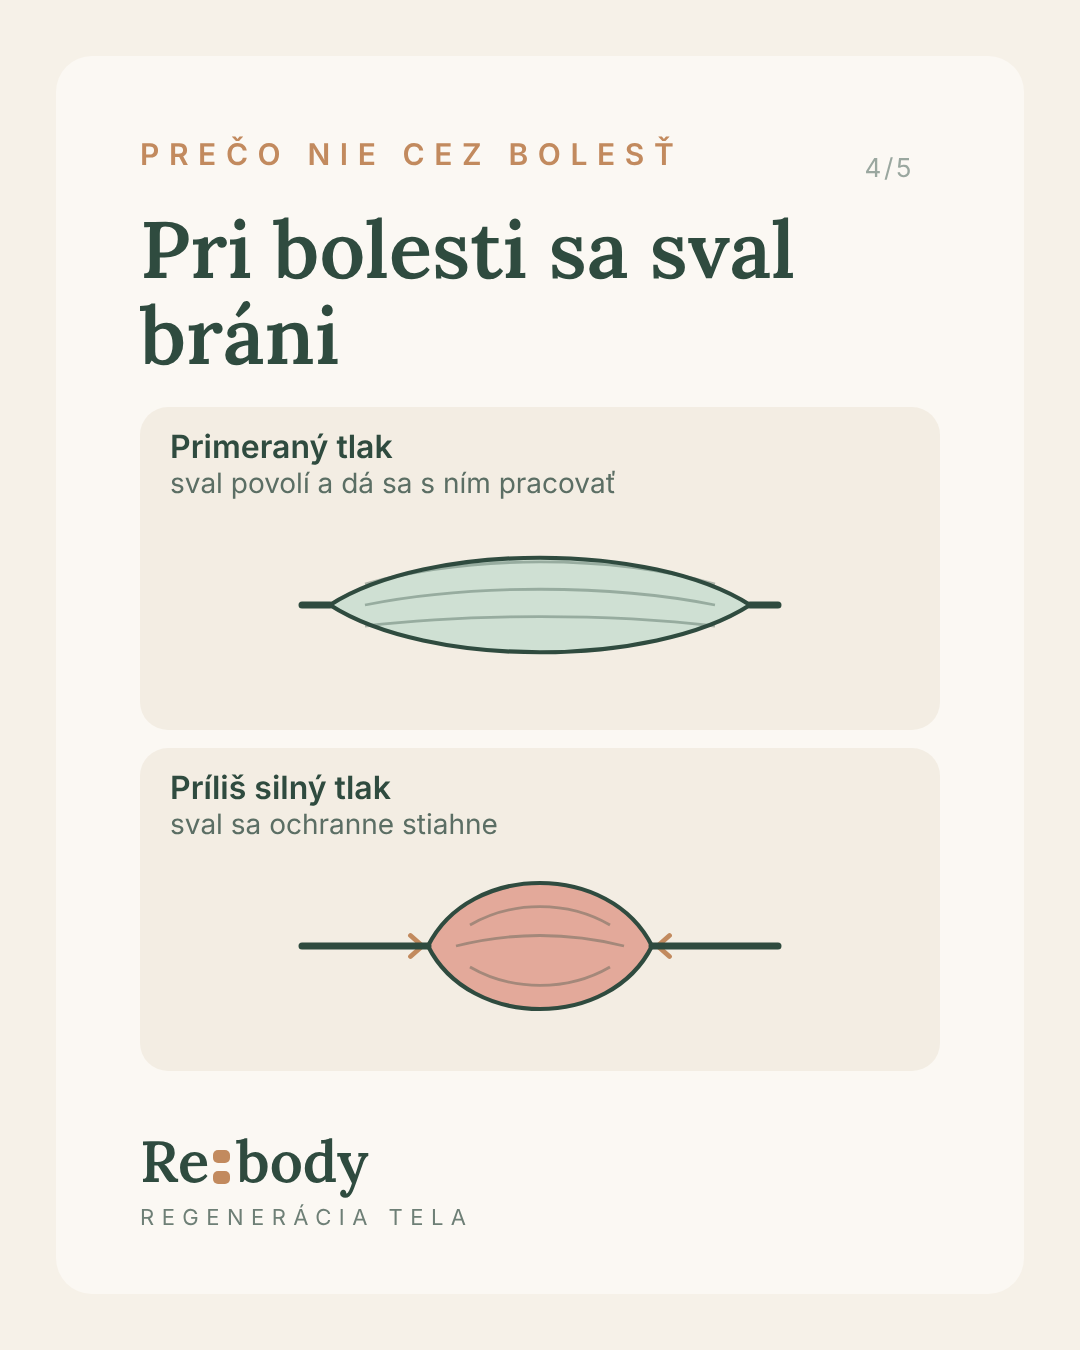 PREČO NIE CEZ BOLESŤ
4/5
Pri bolesti sa sval
bráni
Primeraný tlak
sval povolí a dá sa s ním pracovať
Príliš silný tlak
sval sa ochranne stiahne
Re:body
REGENERÁCIA TELA